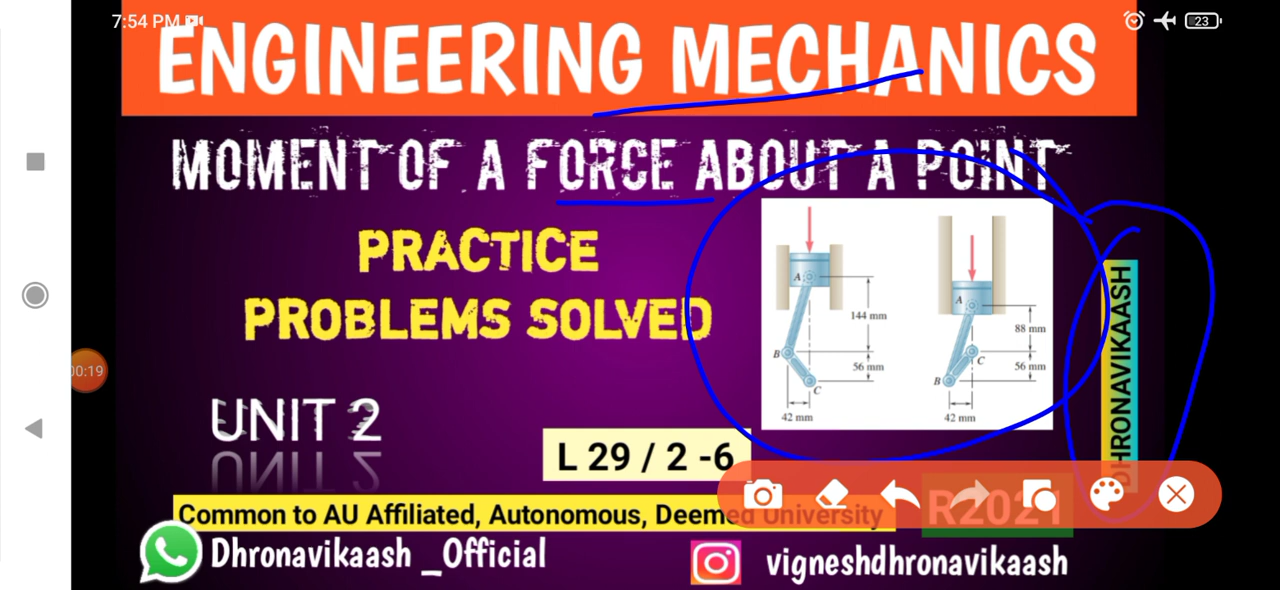 7:54 PM
23
ENGINEERING MECHANICS
MOMENT OF A FORCE ABOUT A POINT
PRACTICE
PROBLEMS SOLVED
A
144 mm
B
56 mm
C
42 mm
A
88 mm
C
56 mm
B
42 mm
DHRONAVIKAASH
00:19
UNIT 2
L 29 / 2 -6
Common to AU Affiliated, Autonomous, Deemed University
R2021
Dhronavikaash _Official
vigneshdhronavikaash